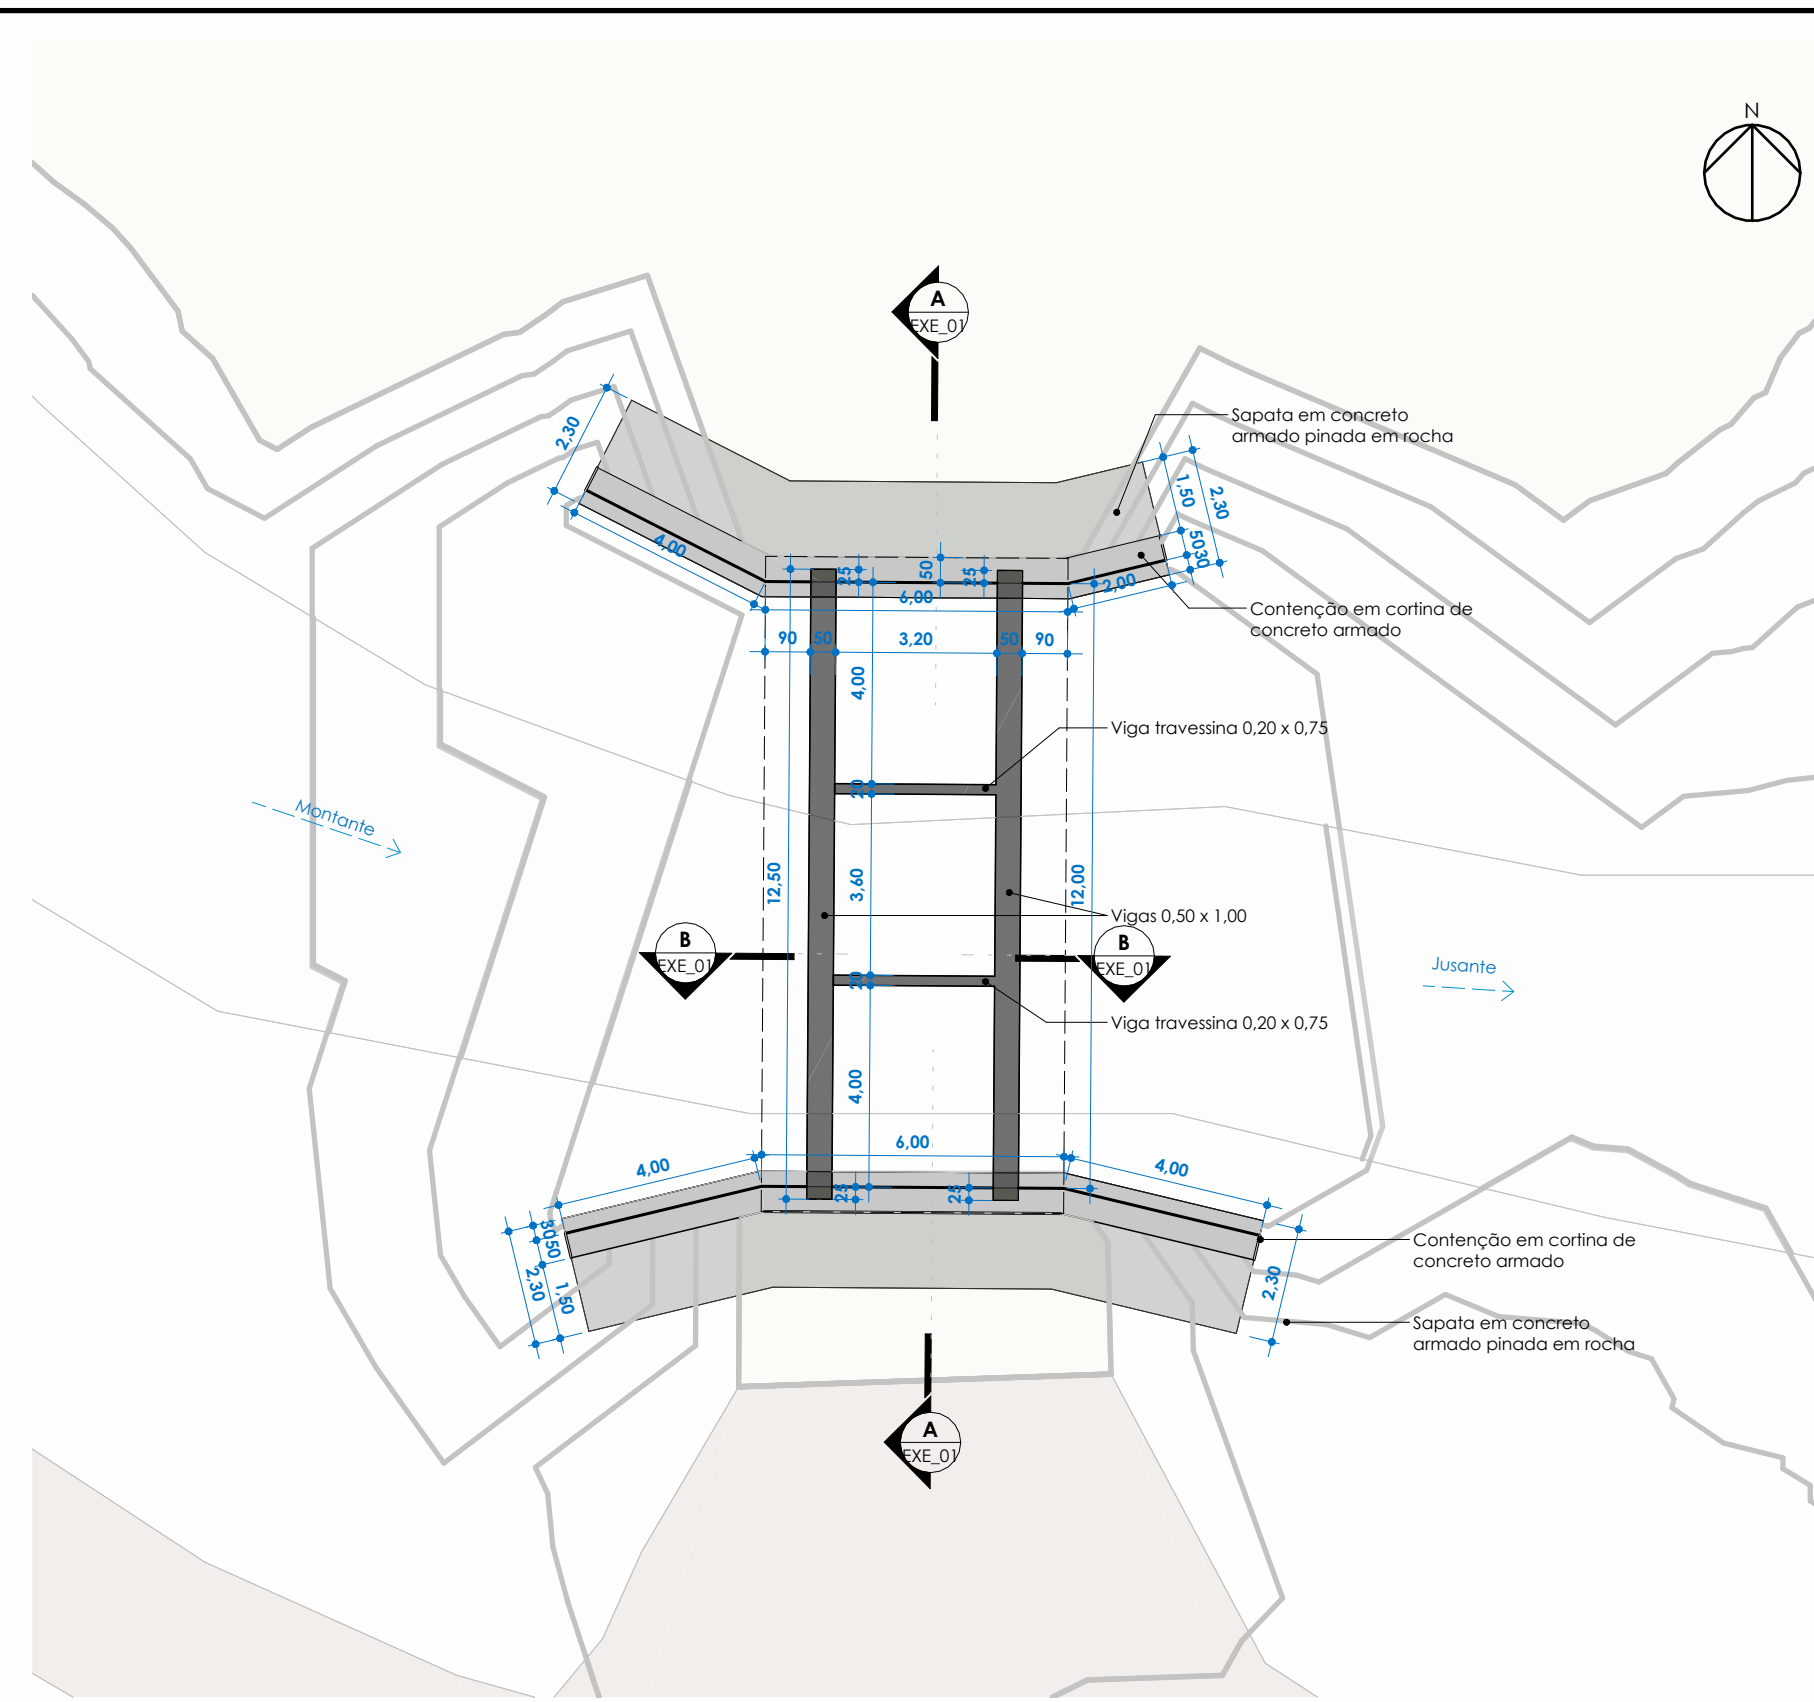 N
A
EXE_01
2,30
Sapata em concreto
armado pinada em rocha
1,50
2,30
50
30
4,00
25
50
25
2,00
6,00
Contenção em cortina de
concreto armado
90
50
3,20
50
90
4,00
Viga travessina 0,20 x 0,75
20
Montante
12,50
3,60
12,00
Vigas 0,50 x 1,00
B
EXE_01
B
EXE_01
Jusante
20
Viga travessina 0,20 x 0,75
4,00
6,00
4,00
4,00
25
25
30
50
2,30
1,50
2,30
Contenção em cortina de
concreto armado
Sapata em concreto
armado pinada em rocha
A
EXE_01